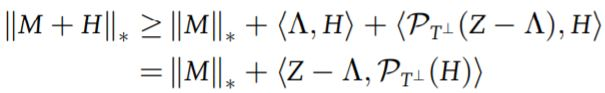 ‖M + H‖_* ≥ ‖M‖_* + ⟨Λ, H⟩ + ⟨𝒫_{T^⊥}(Z − Λ), H⟩
= ‖M‖_* + ⟨Z − Λ, 𝒫_{T^⊥}(H)⟩